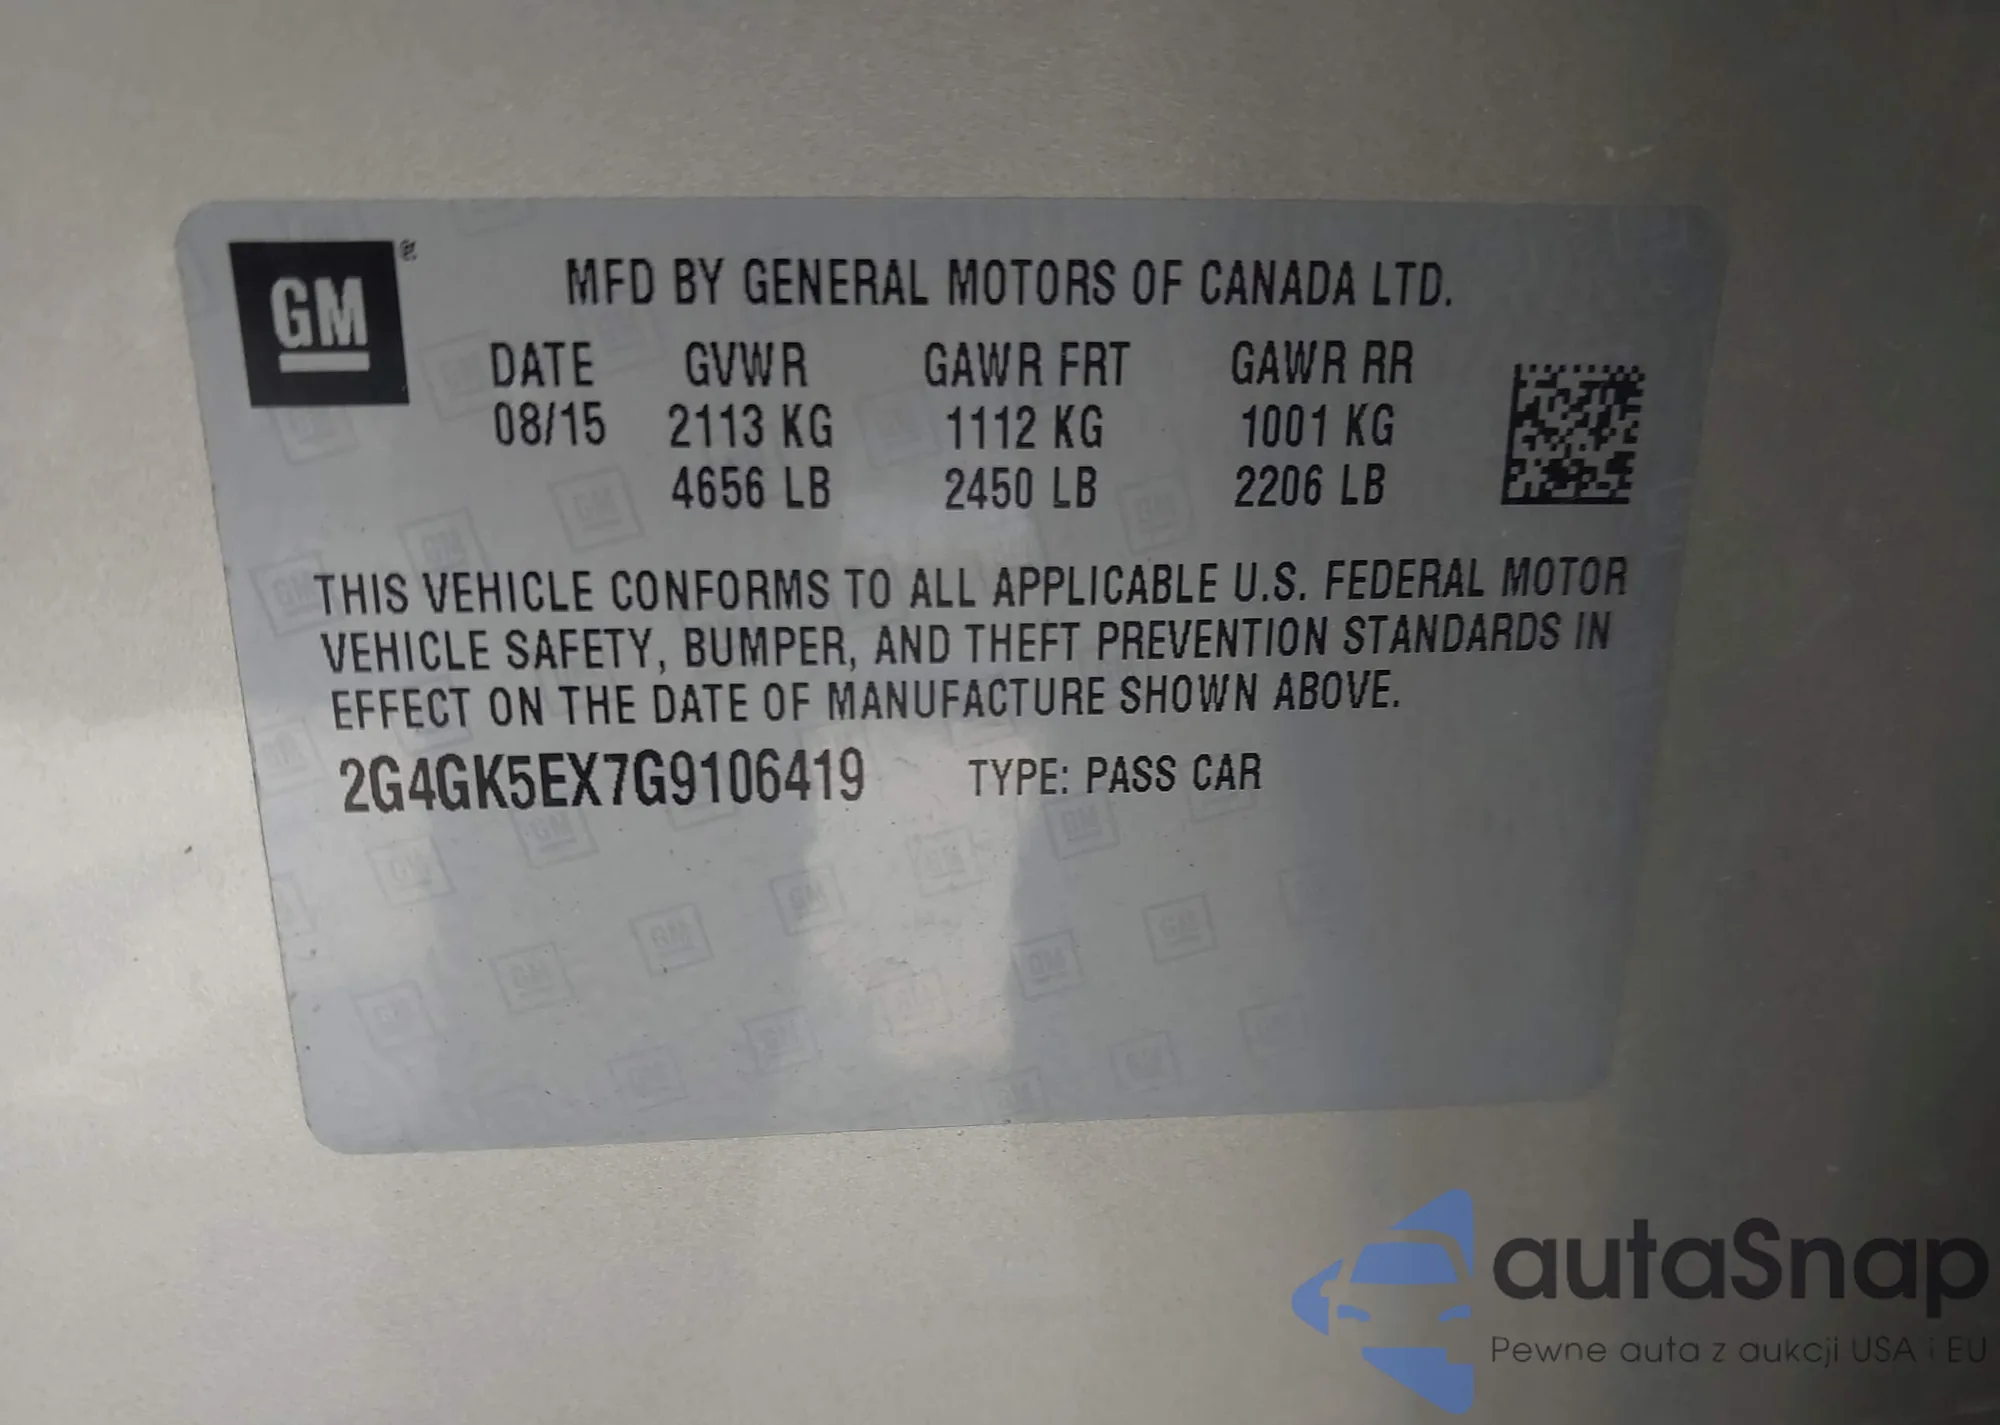 GM®
MFD BY GENERAL MOTORS OF CANADA LTD.
DATE GVWR GAWR FRT GAWR RR
08/15 2113 KG 1112 KG 1001 KG
4656 LB 2450 LB 2206 LB
THIS VEHICLE CONFORMS TO ALL APPLICABLE U.S. FEDERAL MOTOR
VEHICLE SAFETY, BUMPER, AND THEFT PREVENTION STANDARDS IN
EFFECT ON THE DATE OF MANUFACTURE SHOWN ABOVE.
2G4GK5EX7G9106419 TYPE: PASS CAR
autaSnap
Pewne auta z aukcji USA i EU